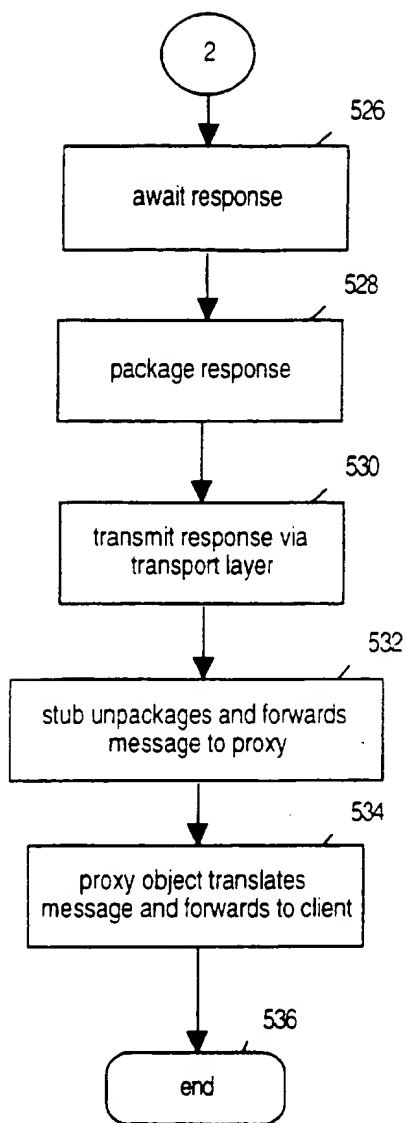 2
526
await response
528
package response
530
transmit response via
transport layer
532
stub unpackages and forwards
message to proxy
534
proxy object translates
message and forwards to client
536
end